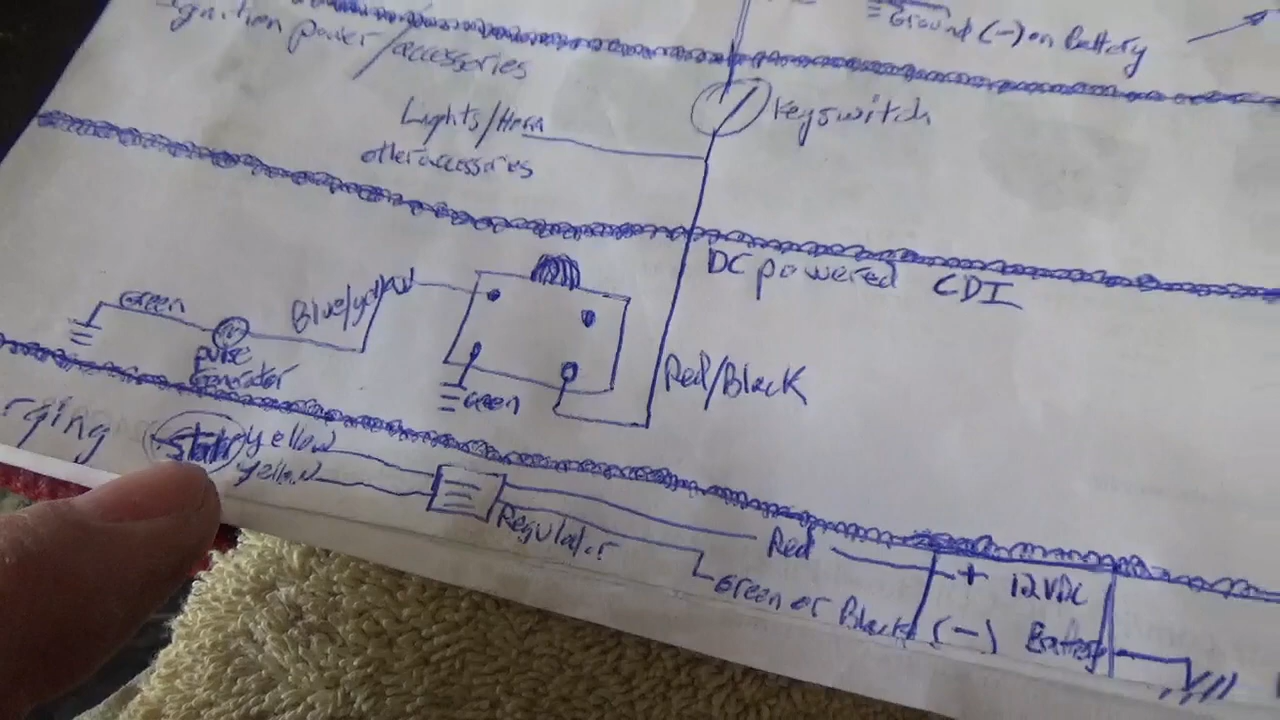 Ground (-) on Battery
Ignition power/accessories
Keyswitch
Lights/Horn
other accessories
DC powered CDI
Green
Blue/yellow
pulse
Generator
Red/Black
Green
rging
yellow
yellow
Regulator
Red
Green or Black
+ 12VDC
(-) Battery